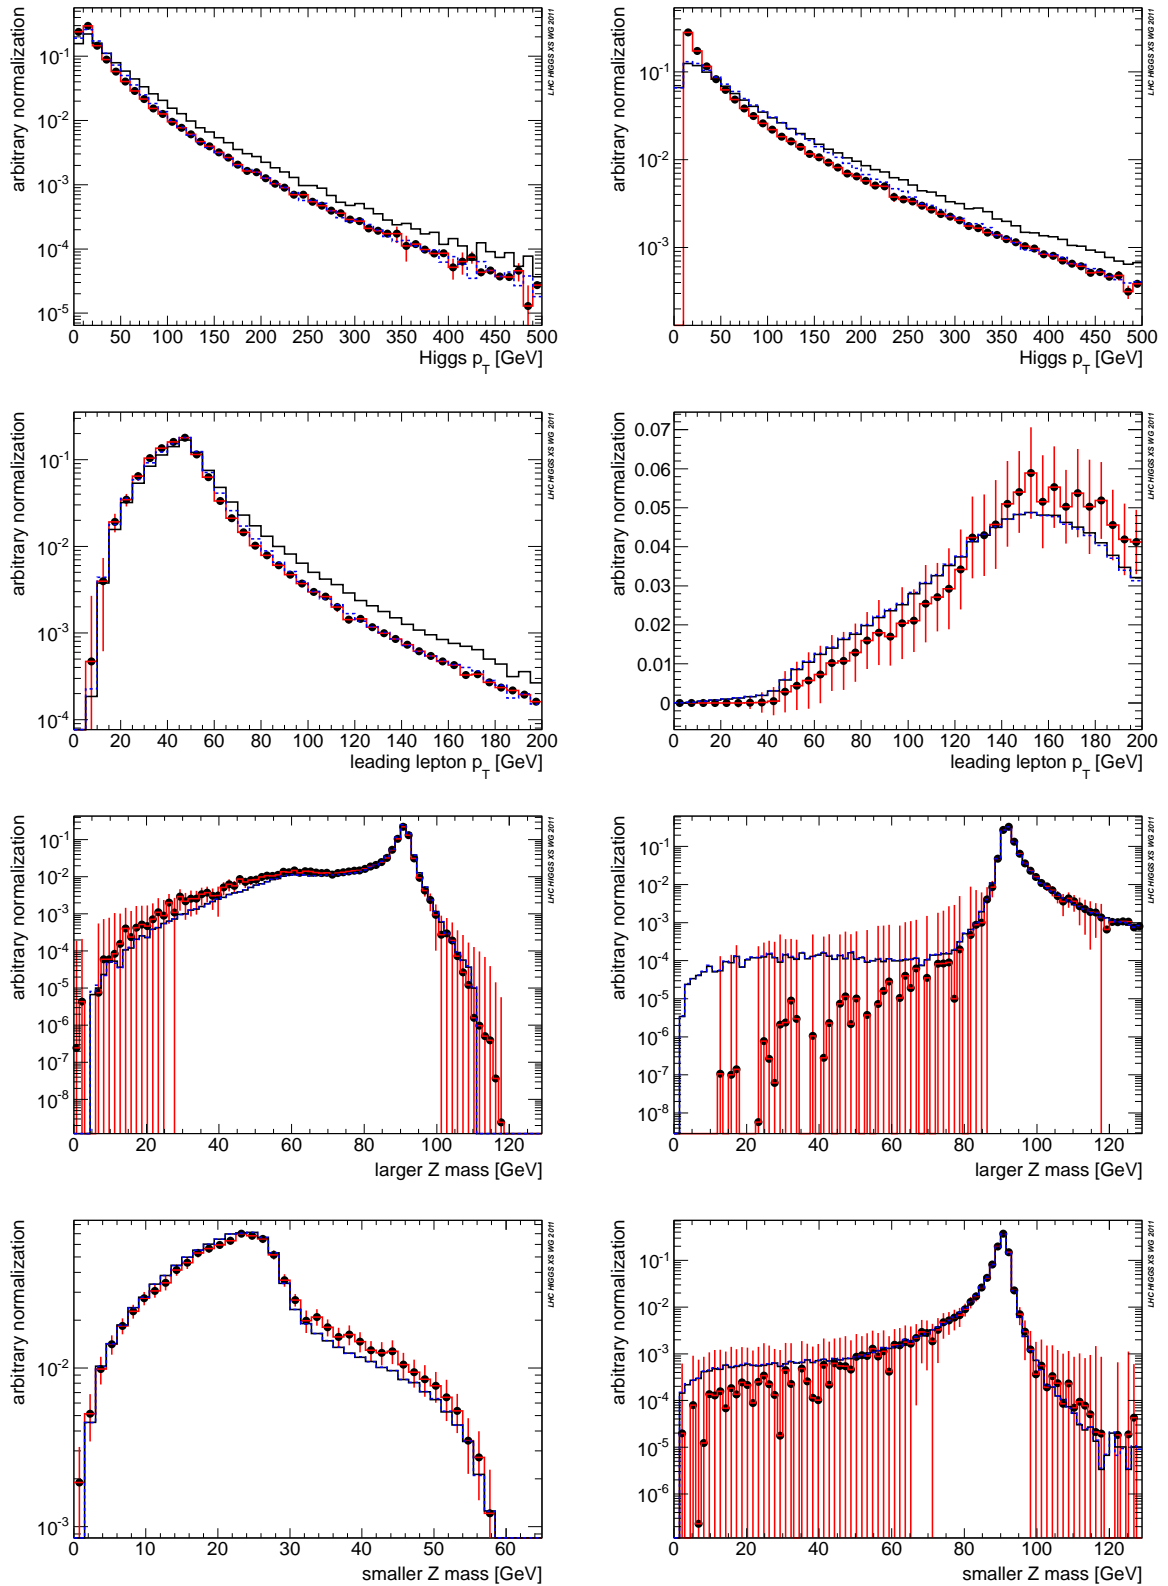 arbitrary normalization
10⁻¹
10⁻²
10⁻³
10⁻⁴
10⁻⁵
0 50 100 150 200 250 300 350 400 450 500
Higgs p_T [GeV]
LHC HIGGS XS WG 2011
arbitrary normalization
10⁻¹
10⁻²
10⁻³
0 50 100 150 200 250 300 350 400 450 500
Higgs p_T [GeV]
LHC HIGGS XS WG 2011
arbitrary normalization
10⁻¹
10⁻²
10⁻³
10⁻⁴
0 20 40 60 80 100 120 140 160 180 200
leading lepton p_T [GeV]
LHC HIGGS XS WG 2011
arbitrary normalization
0.07
0.06
0.05
0.04
0.03
0.02
0.01
0
0 20 40 60 80 100 120 140 160 180 200
leading lepton p_T [GeV]
LHC HIGGS XS WG 2011
arbitrary normalization
10⁻¹
10⁻²
10⁻³
10⁻⁴
10⁻⁵
10⁻⁶
10⁻⁷
10⁻⁸
0 20 40 60 80 100 120
larger Z mass [GeV]
LHC HIGGS XS WG 2011
arbitrary normalization
10⁻¹
10⁻²
10⁻³
10⁻⁴
10⁻⁵
10⁻⁶
10⁻⁷
10⁻⁸
0 20 40 60 80 100 120
larger Z mass [GeV]
LHC HIGGS XS WG 2011
arbitrary normalization
10⁻²
10⁻³
0 10 20 30 40 50 60
smaller Z mass [GeV]
LHC HIGGS XS WG 2011
arbitrary normalization
10⁻¹
10⁻²
10⁻³
10⁻⁴
10⁻⁵
10⁻⁶
0 20 40 60 80 100 120
smaller Z mass [GeV]
LHC HIGGS XS WG 2011